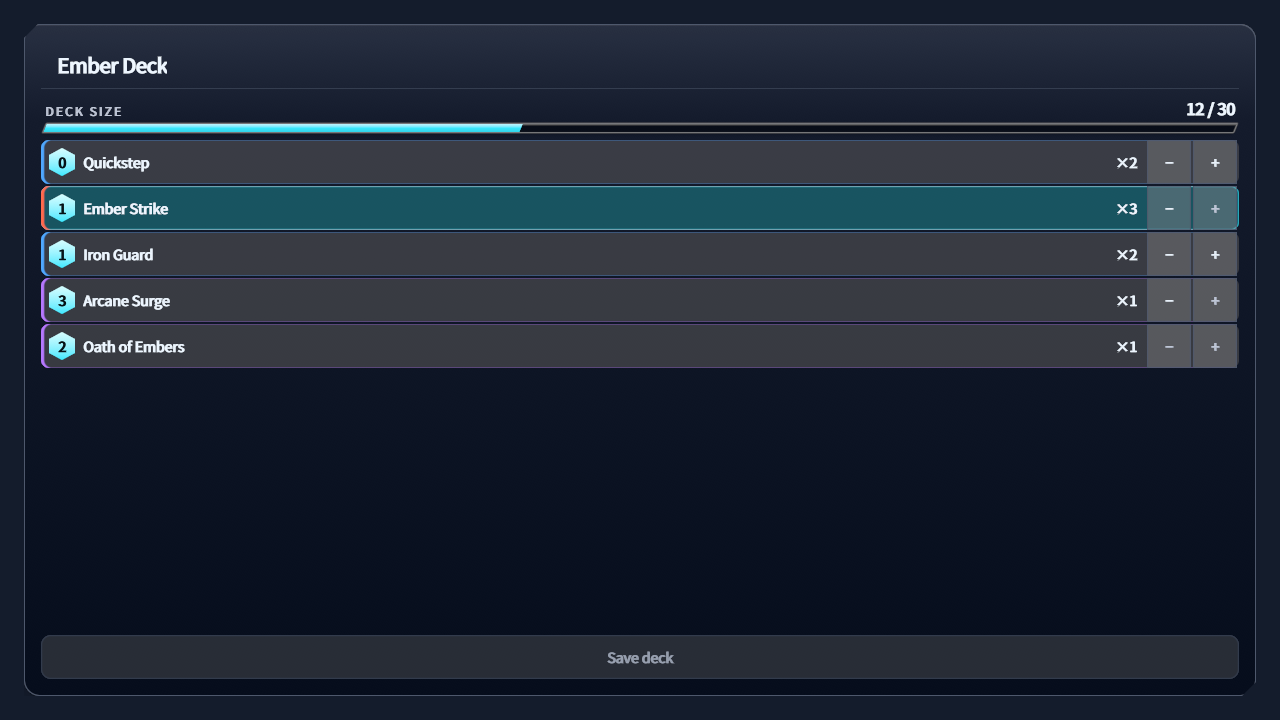 Ember Deck
DECK SIZE 12 / 30
0 Quickstep ×2 − +
1 Ember Strike ×3 − +
1 Iron Guard ×2 − +
3 Arcane Surge ×1 − +
2 Oath of Embers ×1 − +
Save deck